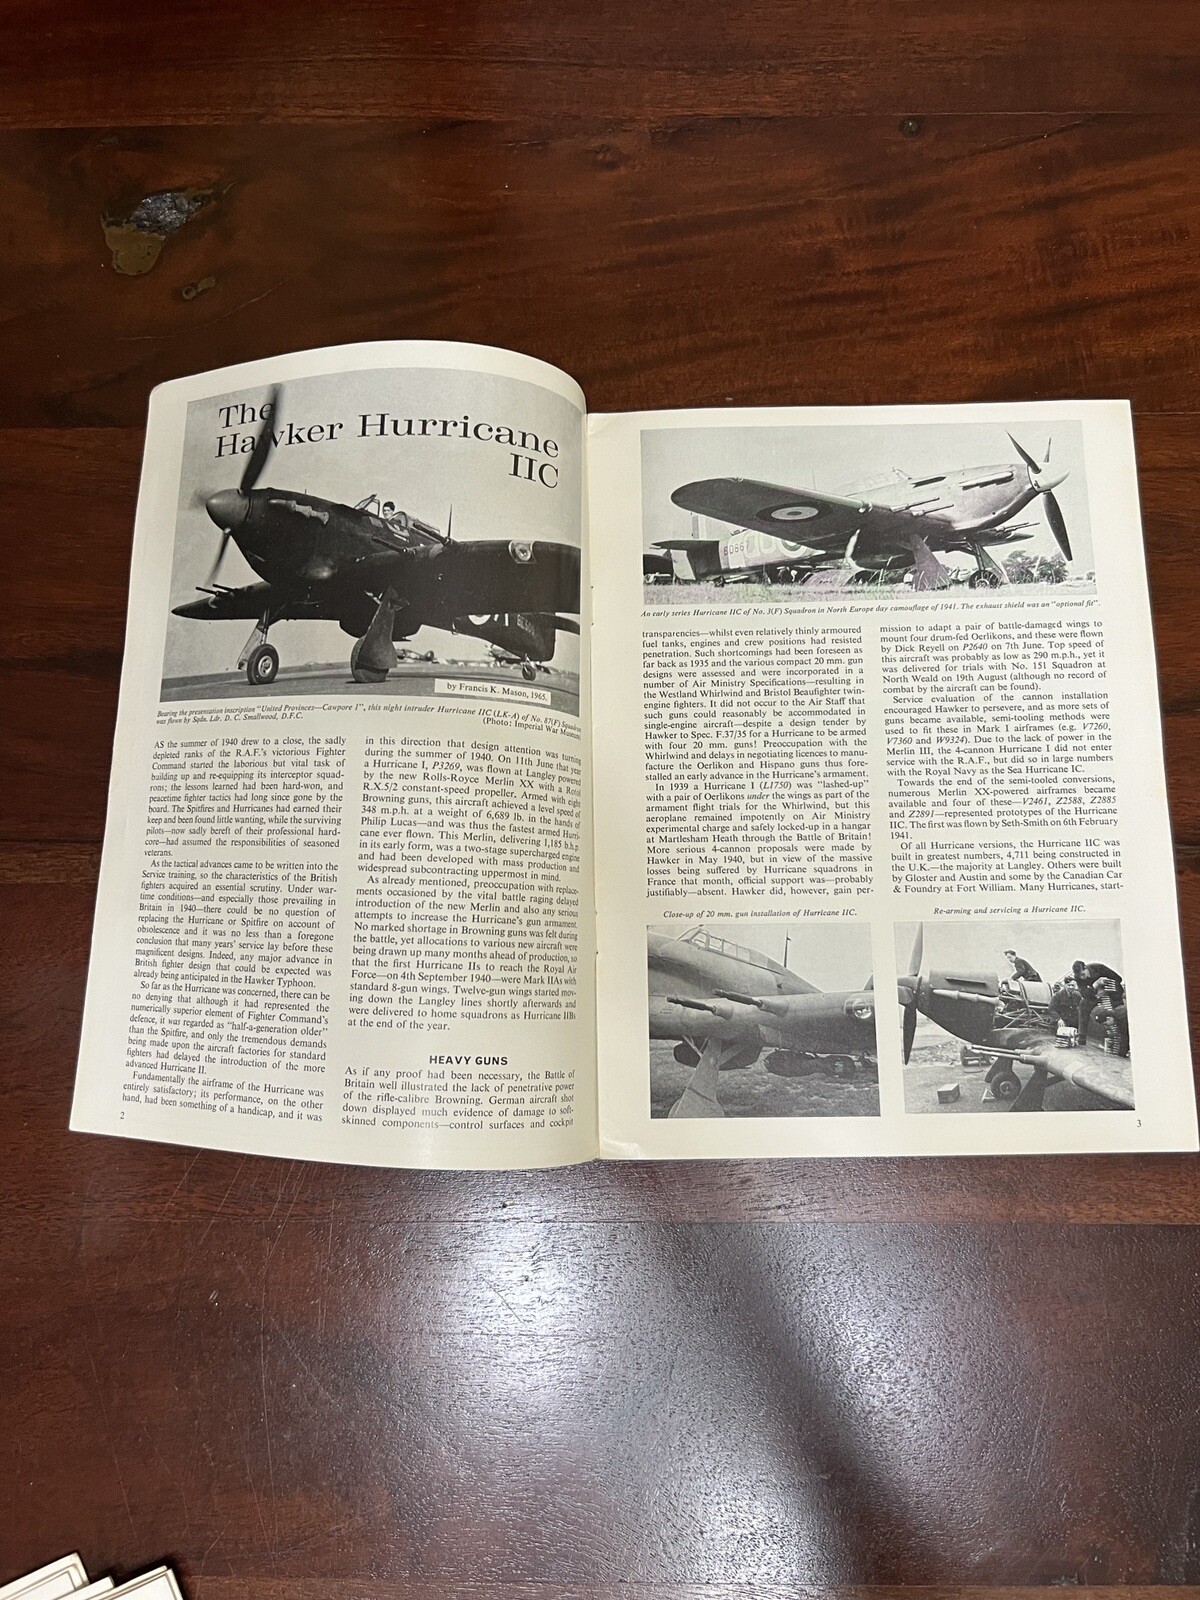 The
Hawker Hurricane
IIC
by Francis K. Mason, 1965.
Bearing the presentation inscription "United Provinces—Cawpore I", this night intruder Hurricane IIC (LK-A) of No. 87(F) Squadron
was flown by Sqdn. Ldr. D. C. Smallwood, D.F.C.
(Photo: Imperial War Museum)
AS the summer of 1940 drew to a close, the sadly
depleted ranks of the R.A.F.'s victorious Fighter
Command started the laborious but vital task of
building up and re-equipping its interceptor squad-
rons; the lessons learned had been hard-won, and
peacetime fighter tactics had long since gone by the
board. The Spitfires and Hurricanes had earned their
keep and been found little wanting, while the surviving
pilots—now sadly bereft of their professional hard-
core—had assumed the responsibilities of seasoned
veterans.
As the tactical advances came to be written into the
Service training, so the characteristics of the British
fighters acquired an essential scrutiny. Under war-
time conditions—and especially those prevailing in
Britain in 1940—there could be no question of
replacing the Hurricane or Spitfire on account of
obsolescence and it was no less than a foregone
conclusion that many years' service lay before these
magnificent designs. Indeed, any major advance in
British fighter design that could be expected was
already being anticipated in the Hawker Typhoon.
So far as the Hurricane was concerned, there can be
no denying that although it had represented the
numerically superior element of Fighter Command's
defence, it was regarded as "half-a-generation older"
than the Spitfire, and only the tremendous demands
being made upon the aircraft factories for standard
fighters had delayed the introduction of the more
advanced Hurricane II.
Fundamentally the airframe of the Hurricane was
entirely satisfactory; its performance, on the other
hand, had been something of a handicap, and it was
2
in this direction that design attention was turning
during the summer of 1940. On 11th June that year
a Hurricane I, P3269, was flown at Langley powered
by the new Rolls-Royce Merlin XX with a Rotol
R.X.5/2 constant-speed propeller. Armed with eight
Browning guns, this aircraft achieved a level speed of
348 m.p.h. at a weight of 6,689 lb. in the hands of
Philip Lucas—and was thus the fastest armed Hurri-
cane ever flown. This Merlin, delivering 1,185 b.h.p.
in its early form, was a two-stage supercharged engine
and had been developed with mass production and
widespread subcontracting uppermost in mind.
As already mentioned, preoccupation with replace-
ments occasioned by the vital battle raging delayed
introduction of the new Merlin and also any serious
attempts to increase the Hurricane's gun armament.
No marked shortage in Browning guns was felt during
the battle, yet allocations to various new aircraft were
being drawn up many months ahead of production, so
that the first Hurricane IIs to reach the Royal Air
Force—on 4th September 1940—were Mark IIAs with
standard 8-gun wings. Twelve-gun wings started mov-
ing down the Langley lines shortly afterwards and
were delivered to home squadrons as Hurricane IIBs
at the end of the year.
HEAVY GUNS
As if any proof had been necessary, the Battle of
Britain well illustrated the lack of penetrative power
of the rifle-calibre Browning. German aircraft shot
down displayed much evidence of damage to soft-
skinned components—control surfaces and cockpit
An early series Hurricane IIC of No. 3(F) Squadron in North Europe day camouflage of 1941. The exhaust shield was an "optional fit".
transparencies—whilst even relatively thinly armoured
fuel tanks, engines and crew positions had resisted
penetration. Such shortcomings had been foreseen as
far back as 1935 and the various compact 20 mm. gun
designs were assessed and were incorporated in a
number of Air Ministry Specifications—resulting in
the Westland Whirlwind and Bristol Beaufighter twin-
engine fighters. It did not occur to the Air Staff that
such guns could reasonably be accommodated in
single-engine aircraft—despite a design tender by
Hawker to Spec. F.37/35 for a Hurricane to be armed
with four 20 mm. guns! Preoccupation with the
Whirlwind and delays in negotiating licences to manu-
facture the Oerlikon and Hispano guns thus fore-
stalled an early advance in the Hurricane's armament.
In 1939 a Hurricane I (L1750) was "lashed-up"
with a pair of Oerlikons under the wings as part of the
armament flight trials for the Whirlwind, but this
aeroplane remained impotently on Air Ministry
experimental charge and safely locked-up in a hangar
at Martlesham Heath through the Battle of Britain!
More serious 4-cannon proposals were made by
Hawker in May 1940, but in view of the massive
losses being suffered by Hurricane squadrons in
France that month, official support was—probably
justifiably—absent. Hawker did, however, gain per-
mission to adapt a pair of battle-damaged wings to
mount four drum-fed Oerlikons, and these were flown
by Dick Reyell on P2640 on 7th June. Top speed of
this aircraft was probably as low as 290 m.p.h., yet it
was delivered for trials with No. 151 Squadron at
North Weald on 19th August (although no record of
combat by the aircraft can be found).
Service evaluation of the cannon installation
encouraged Hawker to persevere, and as more sets of
guns became available, semi-tooling methods were
used to fit these in Mark I airframes (e.g. V7260,
V7360 and W9324). Due to the lack of power in the
Merlin III, the 4-cannon Hurricane I did not enter
service with the R.A.F., but did so in large numbers
with the Royal Navy as the Sea Hurricane IC.
Towards the end of the semi-tooled conversions,
numerous Merlin XX-powered airframes became
available and four of these—V2461, Z2588, Z2885
and Z2891—represented prototypes of the Hurricane
IIC. The first was flown by Seth-Smith on 6th February
1941.
Of all Hurricane versions, the Hurricane IIC was
built in greatest numbers, 4,711 being constructed in
the U.K.—the majority at Langley. Others were built
by Gloster and Austin and some by the Canadian Car
& Foundry at Fort William. Many Hurricanes, start-
Close-up of 20 mm. gun installation of Hurricane IIC.
Re-arming and servicing a Hurricane IIC.
3